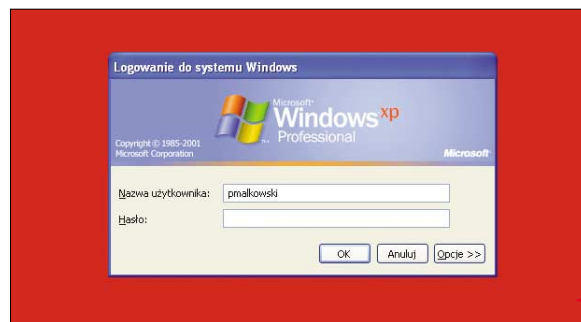 Logowanie do systemu Windows
Microsoft
Windows xp
Professional
Copyright © 1985-2001
Microsoft Corporation
Microsoft
Nazwa użytkownika: pmalkowski
Hasło:
OK Anuluj Opcje >>